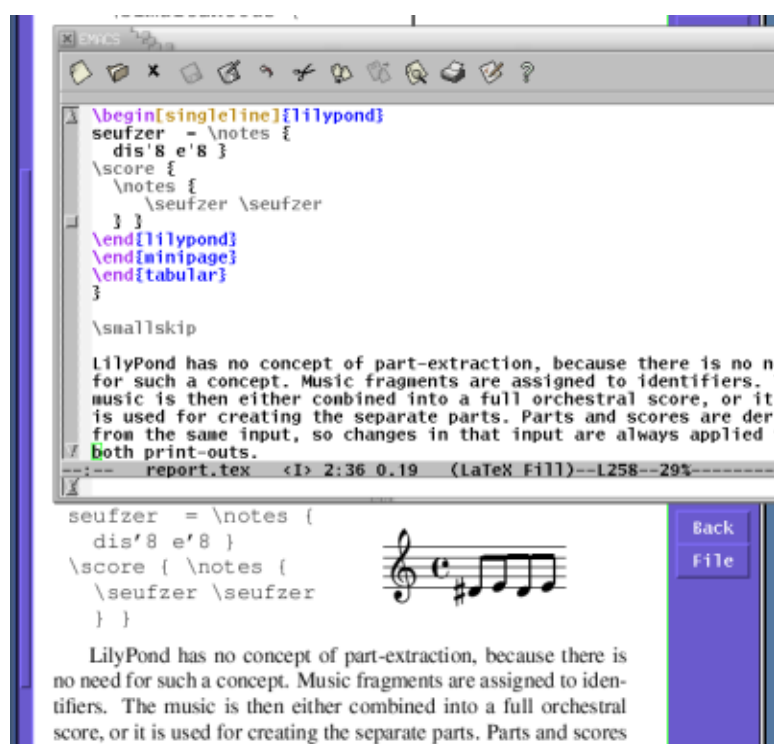 EMACS
\begin[singleline]{lilypond}
seufzer = \notes {
dis'8 e'8 }
\score {
\notes {
\seufzer \seufzer
} }
\end{lilypond}
\end{minipage}
\end{tabular}
}
\smallskip
LilyPond has no concept of part-extraction, because there is no n
for such a concept. Music fragments are assigned to identifiers.
music is then either combined into a full orchestral score, or it
is used for creating the separate parts. Parts and scores are der
from the same input, so changes in that input are always applied
both print-outs.
--:-- report.tex <I> 2:36 0.19 (LaTeX Fill)--L258--29%--------
seufzer = \notes {
dis'8 e'8 }
\score { \notes {
\seufzer \seufzer
} }
Back
File
LilyPond has no concept of part-extraction, because there is
no need for such a concept. Music fragments are assigned to iden-
tifiers. The music is then either combined into a full orchestral
score, or it is used for creating the separate parts. Parts and scores